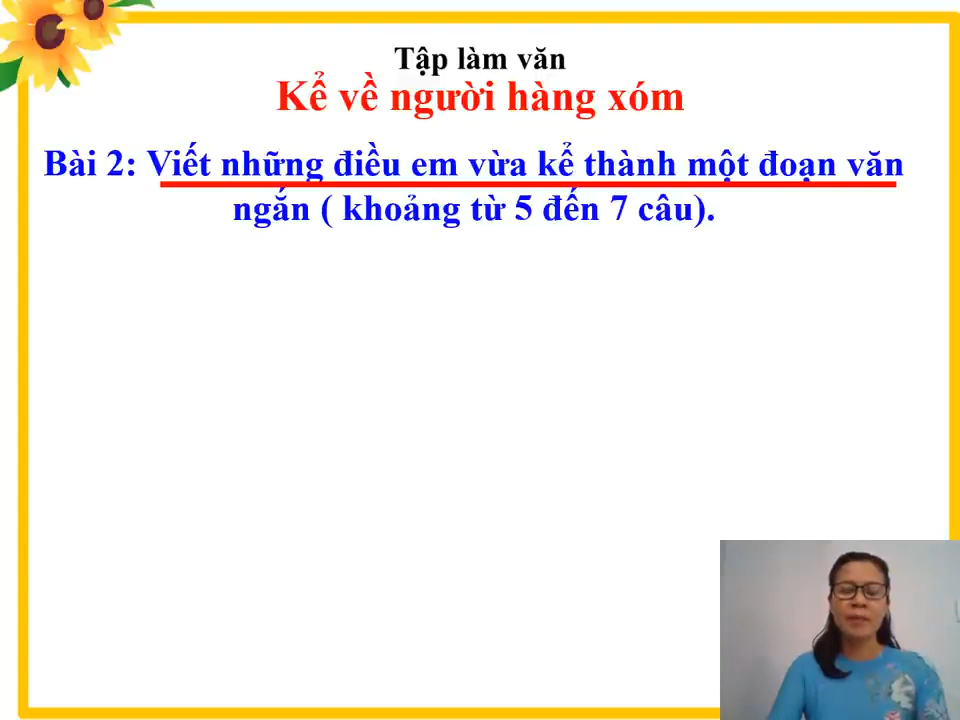 Tập làm văn
Kể về người hàng xóm
Bài 2: Viết những điều em vừa kể thành một đoạn văn
ngắn ( khoảng từ 5 đến 7 câu).